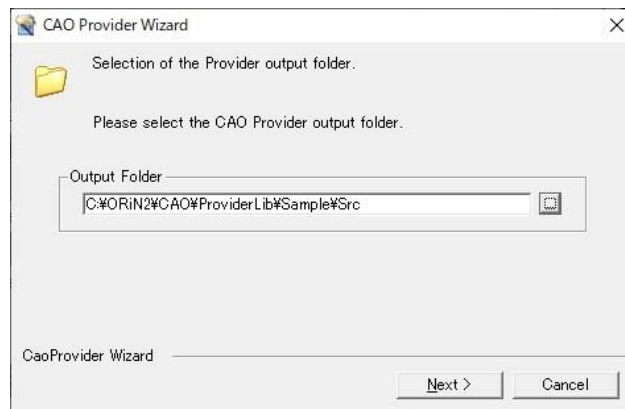 CAO Provider Wizard
Selection of the Provider output folder.
Please select the CAO Provider output folder.
Output Folder
C:¥ORiN2¥CAO¥ProviderLib¥Sample¥Src
CaoProvider Wizard
Next >
Cancel